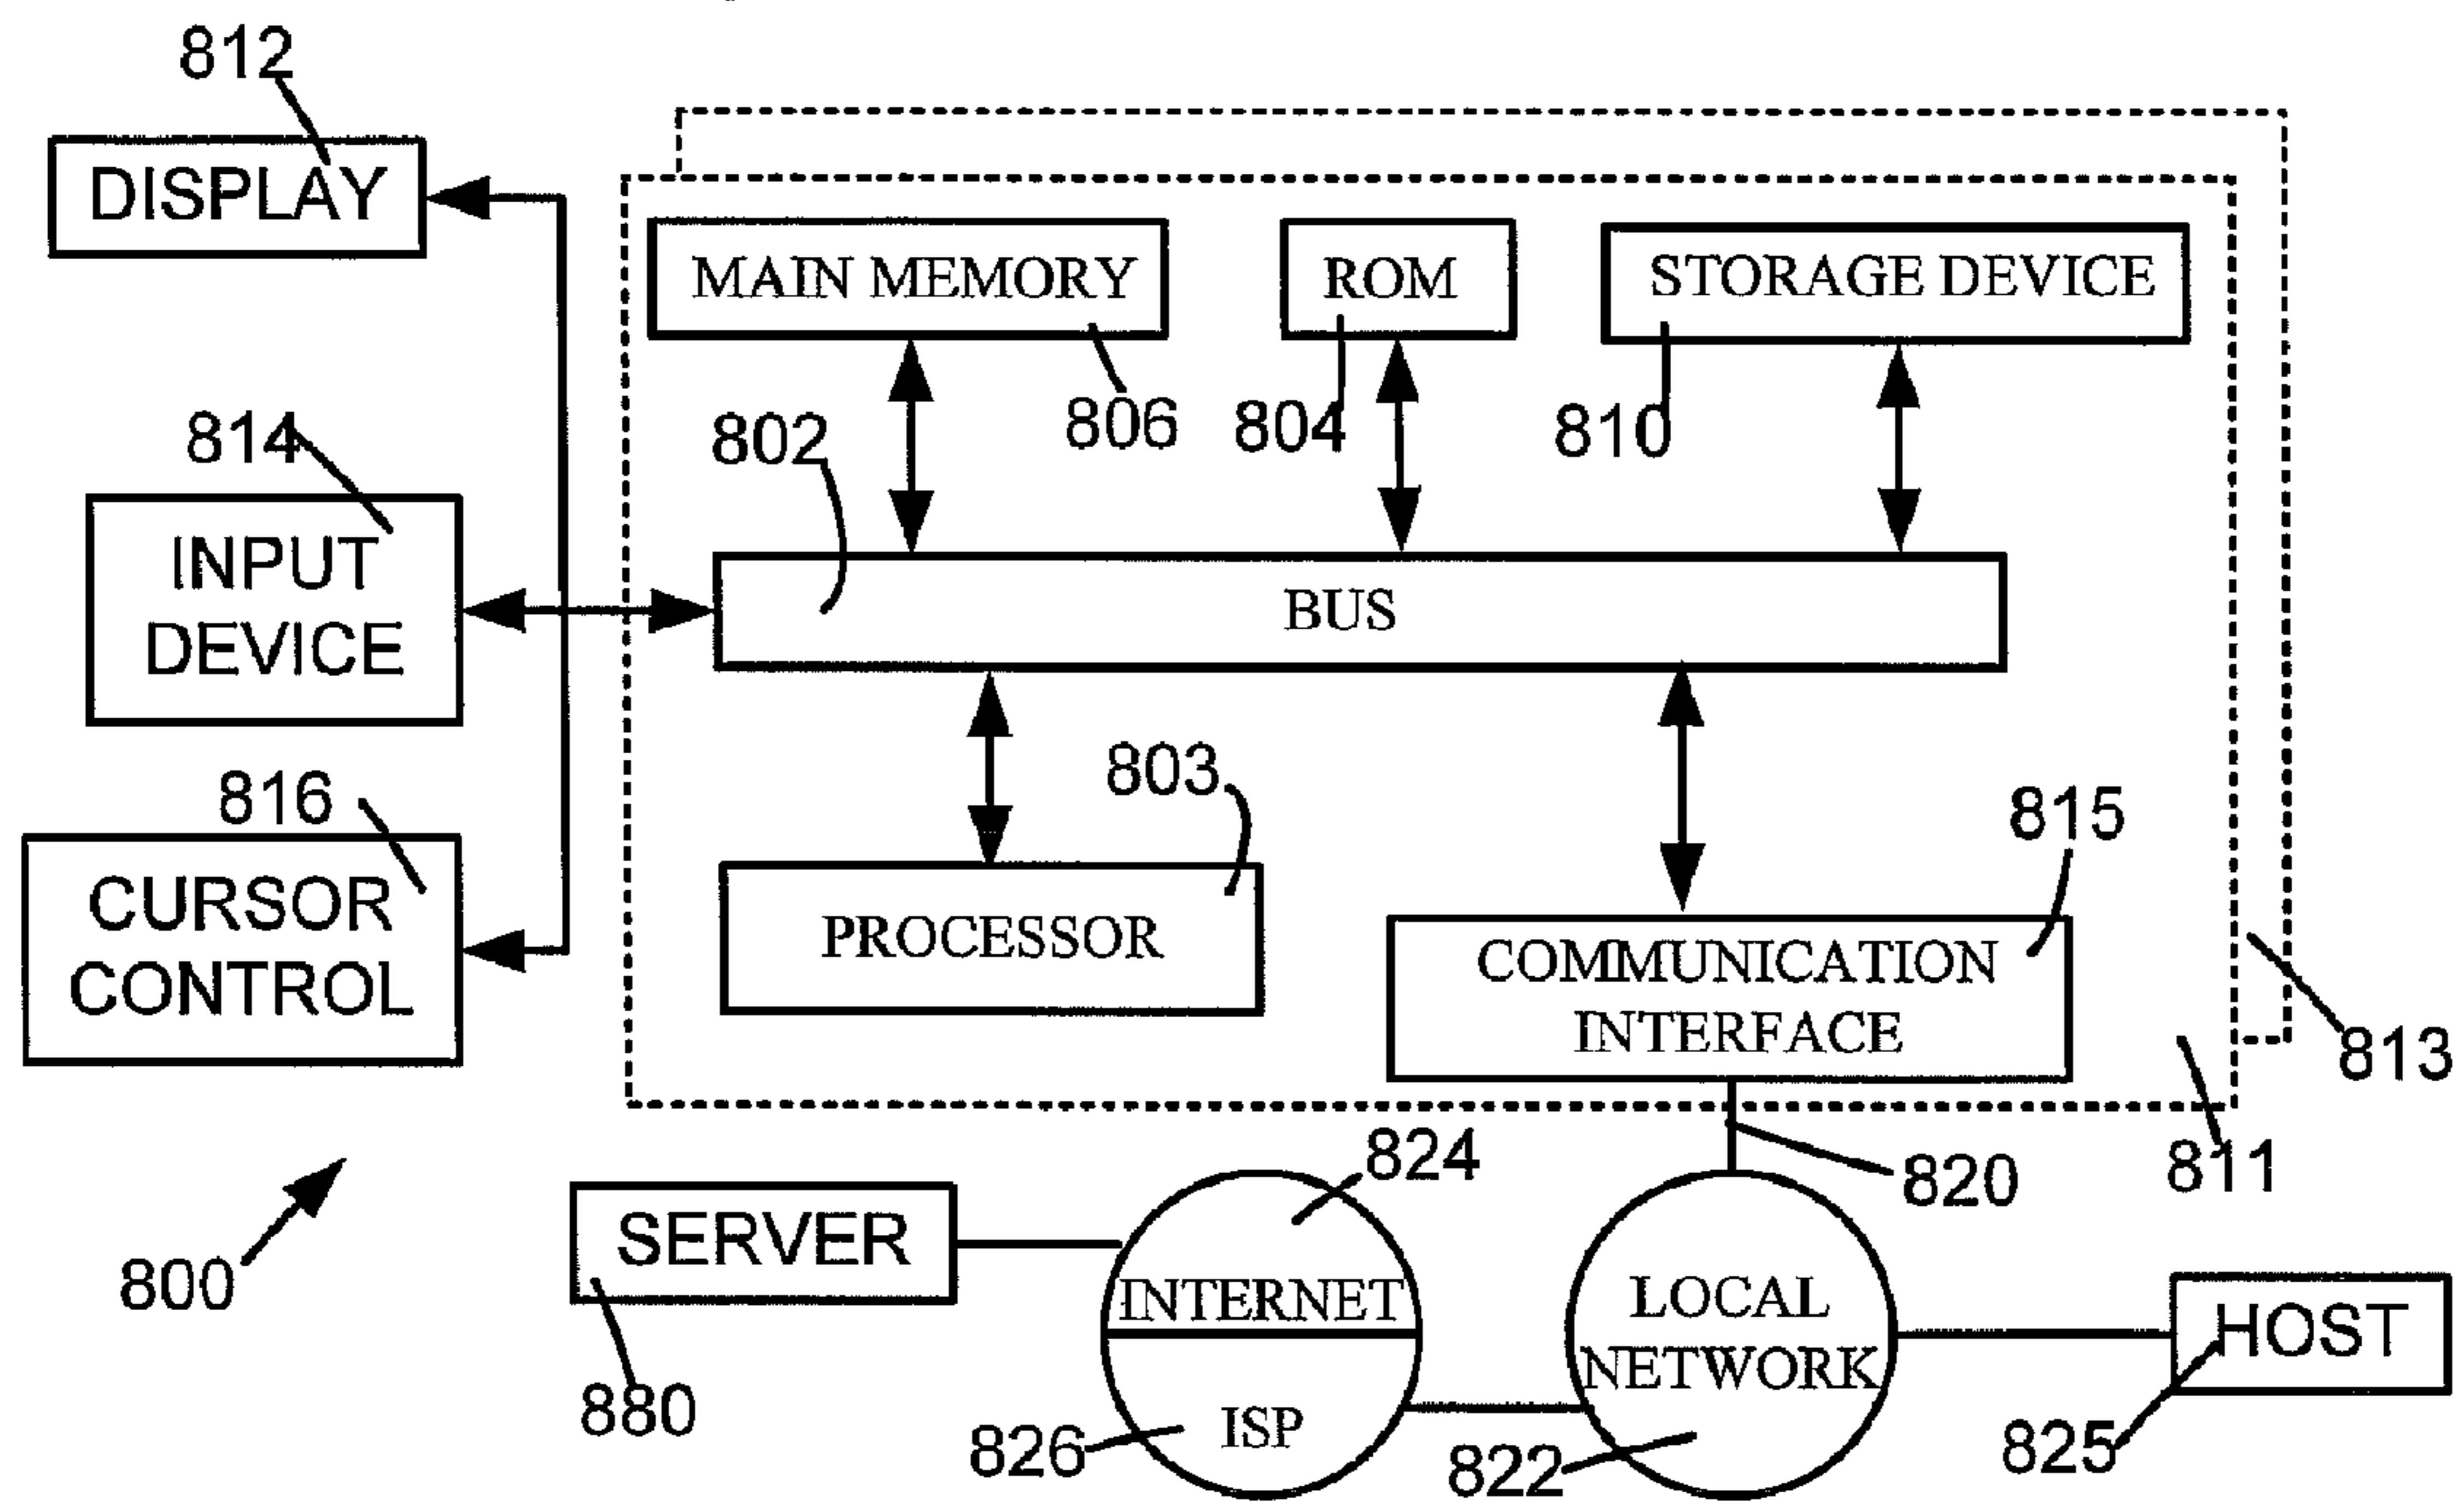 812
DISPLAY
MAIN MEMORY
ROM
STORAGE DEVICE
806
804
810
802
814
INPUT
DEVICE
BUS
803
816
815
CURSOR
CONTROL
PROCESSOR
COMMUNICATION
INTERFACE
813
811
824
820
800
SERVER
INTERNET
LOCAL
NETWORK
HOST
880
826
ISP
822
825